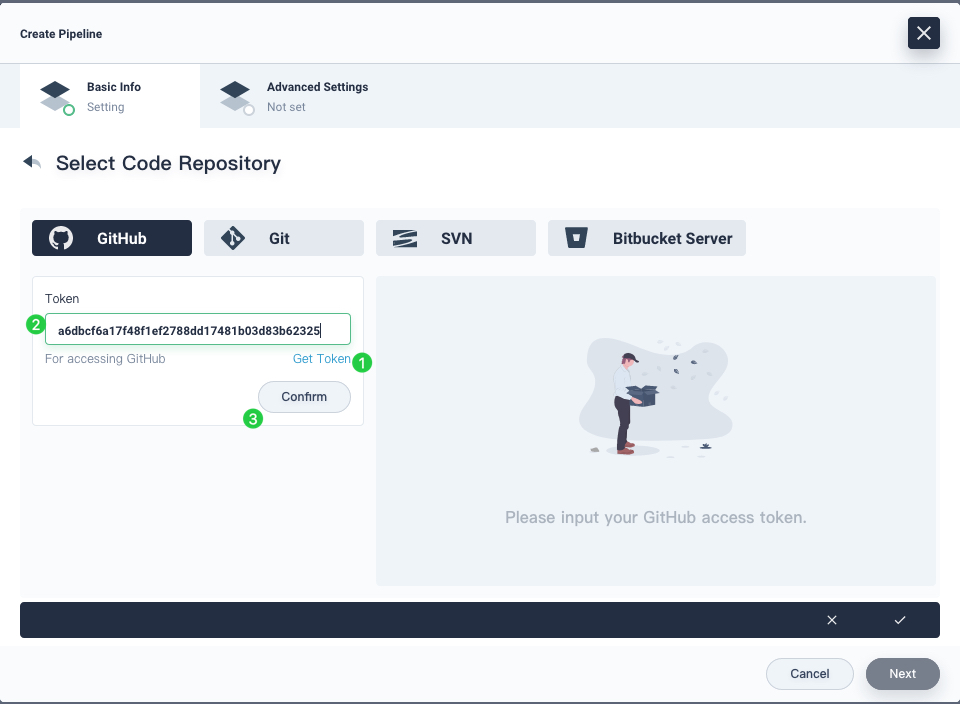 Create Pipeline
Basic Info
Setting
Advanced Settings
Not set
Select Code Repository
GitHub
Git
SVN
Bitbucket Server
Token
2
a6dbcf6a17f48f1ef2788dd17481b03d83b62325
For accessing GitHub
Get Token
1
Confirm
3
Please input your GitHub access token.
Cancel
Next